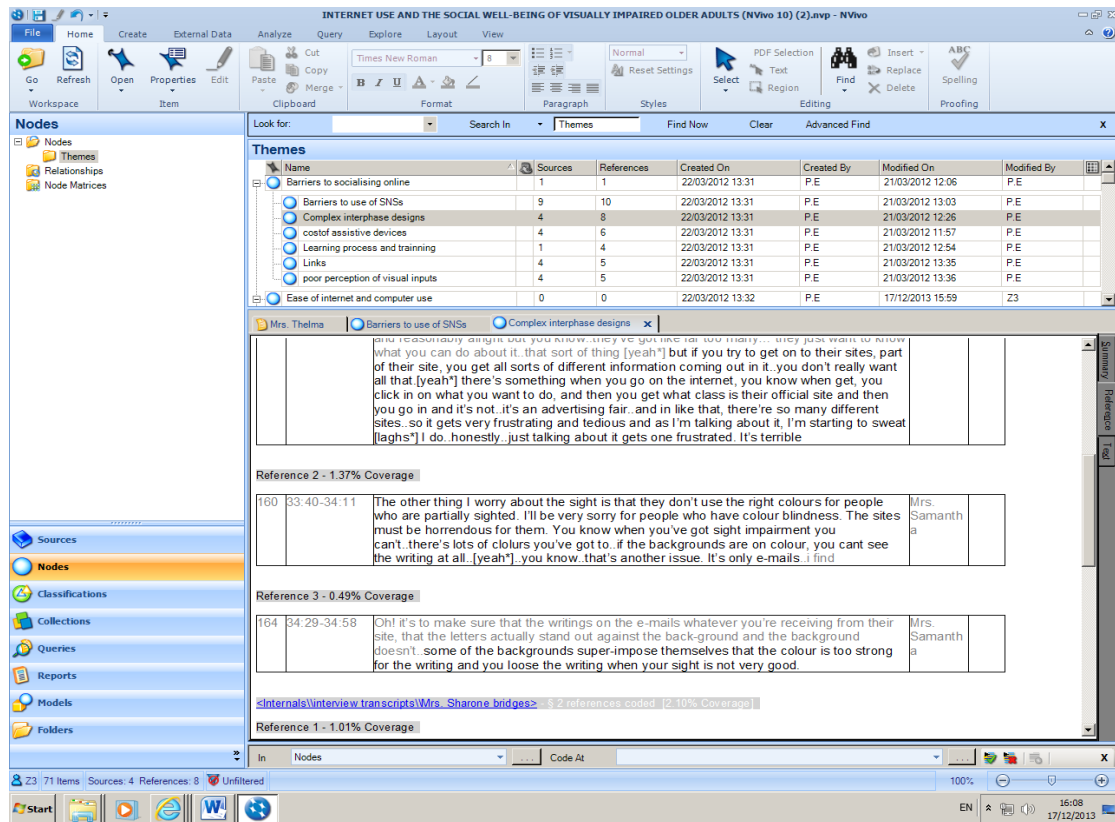 INTERNET USE AND THE SOCIAL WELL-BEING OF VISUALLY IMPAIRED OLDER ADULTS (NVivo 10) (2).nvp - NVivo
File Home Create External Data Analyze Query Explore Layout View
Go Refresh Open Properties Edit Paste Cut Copy Merge
Workspace Item Clipboard
Times New Roman 8
B I U A
Format Paragraph
Normal
Reset Settings
Styles
Select PDF Selection Text Region Find Insert Replace Delete
Editing
ABC
Spelling
Proofing
Nodes
Nodes
Themes
Relationships
Node Matrices
Look for: Search In Themes Find Now Clear Advanced Find x
Themes
Name Sources References Created On Created By Modified On Modified By
Barriers to socialising online 1 1 22/03/2012 13:31 P.E 21/03/2012 12:06 P.E
Barriers to use of SNSs 9 10 22/03/2012 13:31 P.E 21/03/2012 13:03 P.E
Complex interphase designs 4 8 22/03/2012 13:31 P.E 21/03/2012 12:26 P.E
costof assistive devices 4 6 22/03/2012 13:31 P.E 21/03/2012 11:57 P.E
Learning process and trainning 1 4 22/03/2012 13:31 P.E 21/03/2012 12:54 P.E
Links 4 5 22/03/2012 13:31 P.E 21/03/2012 13:35 P.E
poor perception of visual inputs 4 5 22/03/2012 13:31 P.E 21/03/2012 13:36 P.E
Ease of internet and computer use 0 0 22/03/2012 13:32 P.E 17/12/2013 15:59 Z3
Mrs. Thelma Barriers to use of SNSs Complex interphase designs x
and reasonably alright but you know..they've got like far too many... they just want to know
what you can do about it..that sort of thing [yeah*] but if you try to get on to their sites, part
of their site, you get all sorts of different information coming out in it..you don't really want
all that.[yeah*] there's something when you go on the internet, you know when get, you
click in on what you want to do, and then you get what class is their official site and then
you go in and it's not..it's an advertising fair..and in like that, there're so many different
sites..so it gets very frustrating and tedious and as I'm talking about it, I'm starting to sweat
[laghs*] I do..honestly..just talking about it gets one frustrated. It's terrible
Reference 2 - 1.37% Coverage
160 33:40-34:11 The other thing I worry about the sight is that they don't use the right colours for people Mrs.
who are partially sighted. I'll be very sorry for people who have colour blindness. The sites Samanth
must be horrendous for them. You know when you've got sight impairment you a
can't..there's lots of clolurs you've got to..if the backgrounds are on colour, you cant see
the writing at all..[yeah*]..you know..that's another issue. It's only e-mails..i find
Reference 3 - 0.49% Coverage
164 34:29-34:58 Oh! it's to make sure that the writings on the e-mails whatever you're receiving from their Mrs.
site, that the letters actually stand out against the back-ground and the background Samanth
doesn't..some of the backgrounds super-impose themselves that the colour is too strong a
for the writing and you loose the writing when your sight is not very good.
<Internals\\interview transcripts\\Mrs. Sharone bridges> - § 2 references coded [2.10% Coverage]
Reference 1 - 1.01% Coverage
Summary
Reference
Text
Sources
Nodes
Classifications
Collections
Queries
Reports
Models
Folders
In Nodes ... Code At ... x
Z3 71 Items Sources: 4 References: 8 Unfiltered 100%
Start EN 16:08
17/12/2013